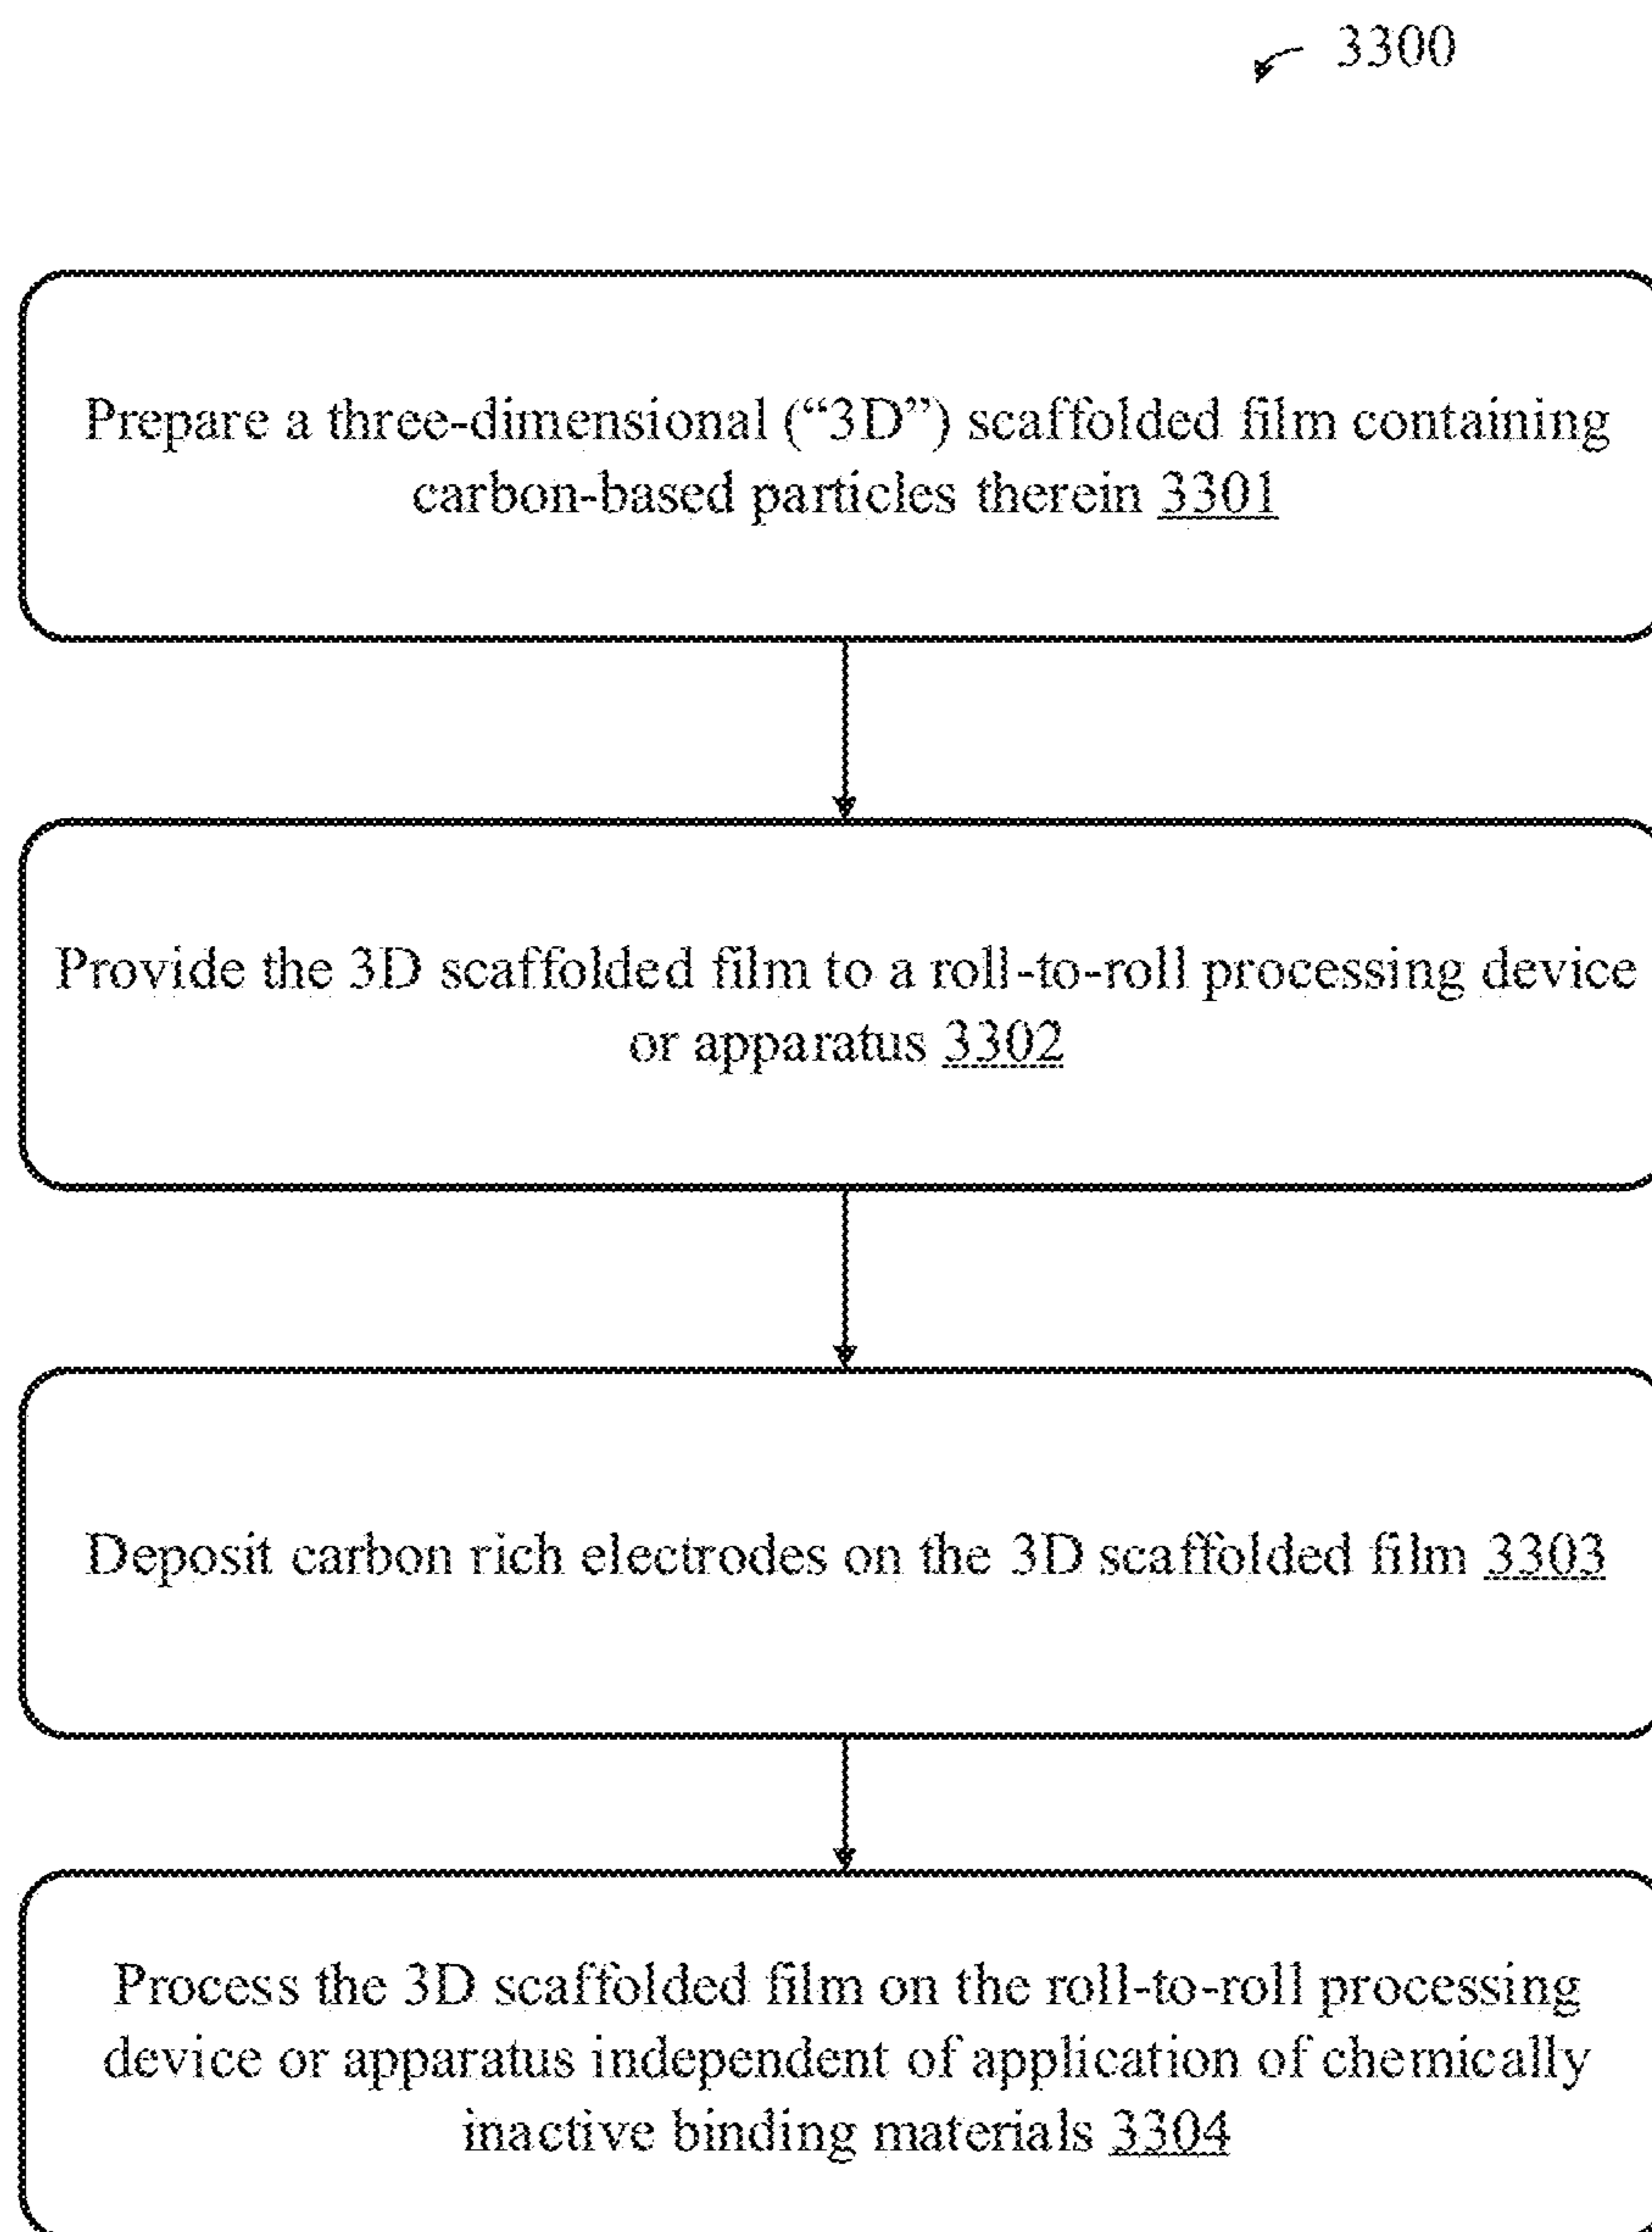 3300
Prepare a three-dimensional (“3D”) scaffolded film containing
carbon-based particles therein 3301
Provide the 3D scaffolded film to a roll-to-roll processing device
or apparatus 3302
Deposit carbon rich electrodes on the 3D scaffolded film 3303
Process the 3D scaffolded film on the roll-to-roll processing
device or apparatus independent of application of chemically
inactive binding materials 3304